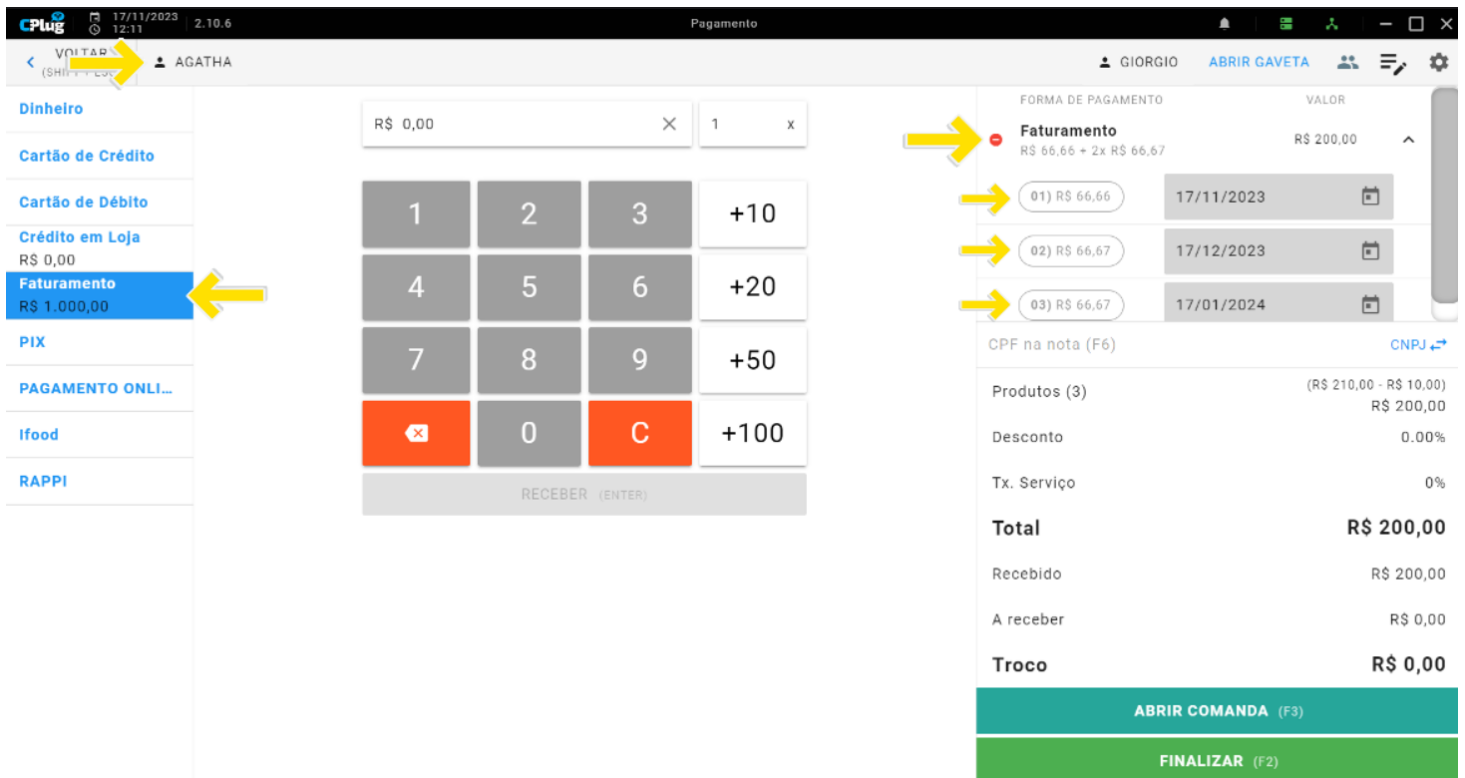 CPlug 17/11/2023 12:11 2.10.6 Pagamento
VOLTAR AGATHA GIORGIO ABRIR GAVETA
Dinheiro
Cartão de Crédito
Cartão de Débito
Crédito em Loja
R$ 0,00
Faturamento
R$ 1.000,00
PIX
PAGAMENTO ONLI...
Ifood
RAPPI
R$ 0,00 1 x
1 2 3 +10
4 5 6 +20
7 8 9 +50
0 C +100
RECEBER (ENTER)
FORMA DE PAGAMENTO VALOR
Faturamento R$ 200,00
R$ 66,66 + 2x R$ 66,67
01) R$ 66,66 17/11/2023
02) R$ 66,67 17/12/2023
03) R$ 66,67 17/01/2024
CPF na nota (F6) CNPJ
Produtos (3) (R$ 210,00 - R$ 10,00)
R$ 200,00
Desconto 0.00%
Tx. Serviço 0%
Total R$ 200,00
Recebido R$ 200,00
A receber R$ 0,00
Troco R$ 0,00
ABRIR COMANDA (F3)
FINALIZAR (F2)